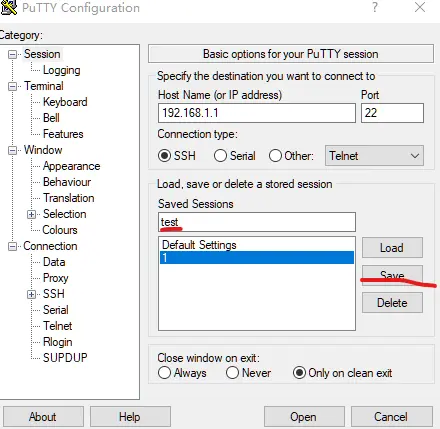 PuTTY Configuration ? ×
Category:
Session
Logging
Terminal
Keyboard
Bell
Features
Window
Appearance
Behaviour
Translation
Selection
Colours
Connection
Data
Proxy
SSH
Serial
Telnet
Rlogin
SUPDUP
Basic options for your PuTTY session
Specify the destination you want to connect to
Host Name (or IP address) Port
192.168.1.1 22
Connection type:
SSH Serial Other: Telnet
Load, save or delete a stored session
Saved Sessions
test
Default Settings
1
Load
Save
Delete
Close window on exit:
Always Never Only on clean exit
About Help Open Cancel